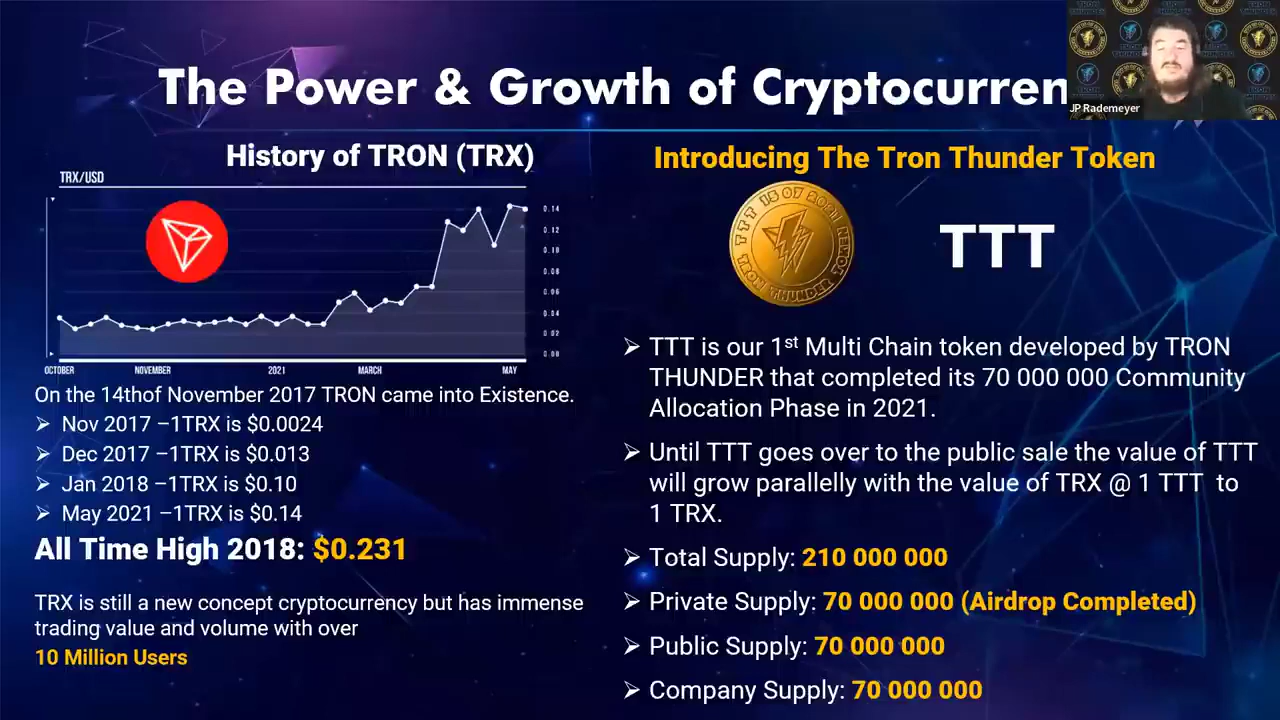 The Power & Growth of Cryptocurren
JP Rademeyer
History of TRON (TRX)
TRX/USD
0.14
0.12
0.10
0.08
0.06
0.04
0.02
0.00
OCTOBER NOVEMBER 2021 MARCH MAY
On the 14thof November 2017 TRON came into Existence.
➢ Nov 2017 –1TRX is $0.0024
➢ Dec 2017 –1TRX is $0.013
➢ Jan 2018 –1TRX is $0.10
➢ May 2021 –1TRX is $0.14
All Time High 2018: $0.231
TRX is still a new concept cryptocurrency but has immense
trading value and volume with over
10 Million Users
Introducing The Tron Thunder Token
TTT 15 07 2021
TRON THUNDER TOKEN
TTT
➢ TTT is our 1st Multi Chain token developed by TRON
THUNDER that completed its 70 000 000 Community
Allocation Phase in 2021.
➢ Until TTT goes over to the public sale the value of TTT
will grow parallelly with the value of TRX @ 1 TTT to
1 TRX.
➢ Total Supply: 210 000 000
➢ Private Supply: 70 000 000 (Airdrop Completed)
➢ Public Supply: 70 000 000
➢ Company Supply: 70 000 000